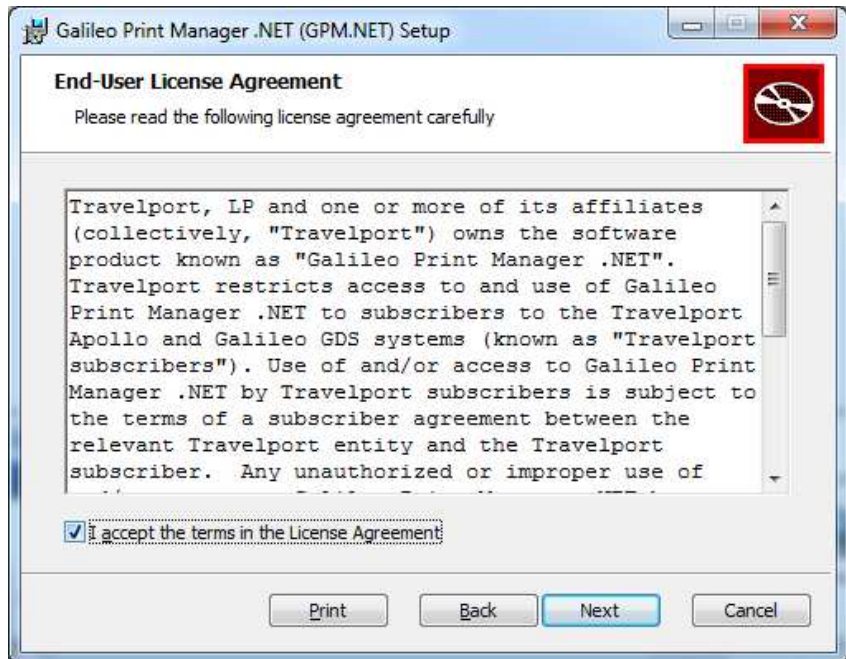 Galileo Print Manager .NET (GPM.NET) Setup
End-User License Agreement
Please read the following license agreement carefully
Travelport, LP and one or more of its affiliates
(collectively, "Travelport") owns the software
product known as "Galileo Print Manager .NET".
Travelport restricts access to and use of Galileo
Print Manager .NET to subscribers to the Travelport
Apollo and Galileo GDS systems (known as "Travelport
subscribers"). Use of and/or access to Galileo Print
Manager .NET by Travelport subscribers is subject to
the terms of a subscriber agreement between the
relevant Travelport entity and the Travelport
subscriber.  Any unauthorized or improper use of
I accept the terms in the License Agreement
Print Back Next Cancel